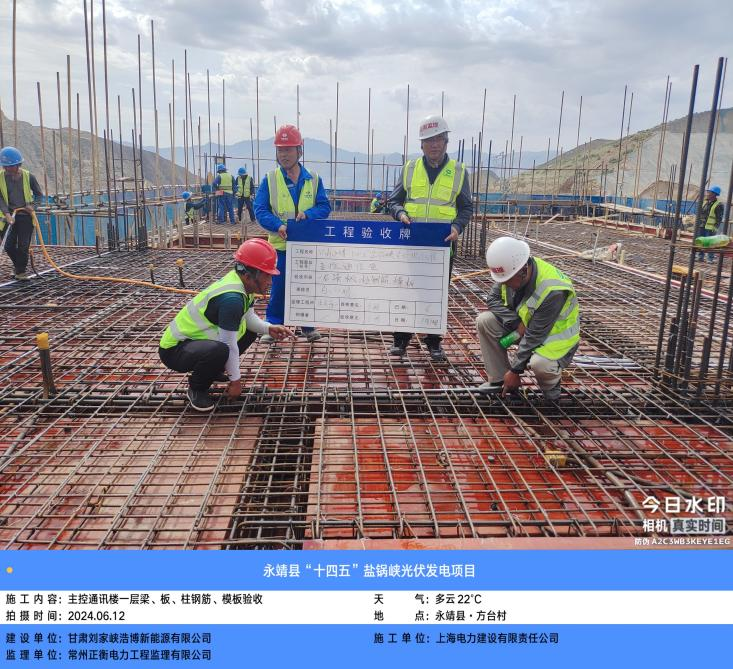 工程验收牌
工程名称
今日水印
相机 真实时间
防伪 A2C3WB3KEYE1EG
永靖县“十四五”盐锅峡光伏发电项目
施工内容：主控通讯楼一层梁、板、柱钢筋、模板验收
天 气：多云 22℃
拍摄时间：2024.06.12
地 点：永靖县·方台村
建设单位：甘肃刘家峡浩博新能源有限公司
施工单位：上海电力建设有限责任公司
监理单位：常州正衡电力工程监理有限公司